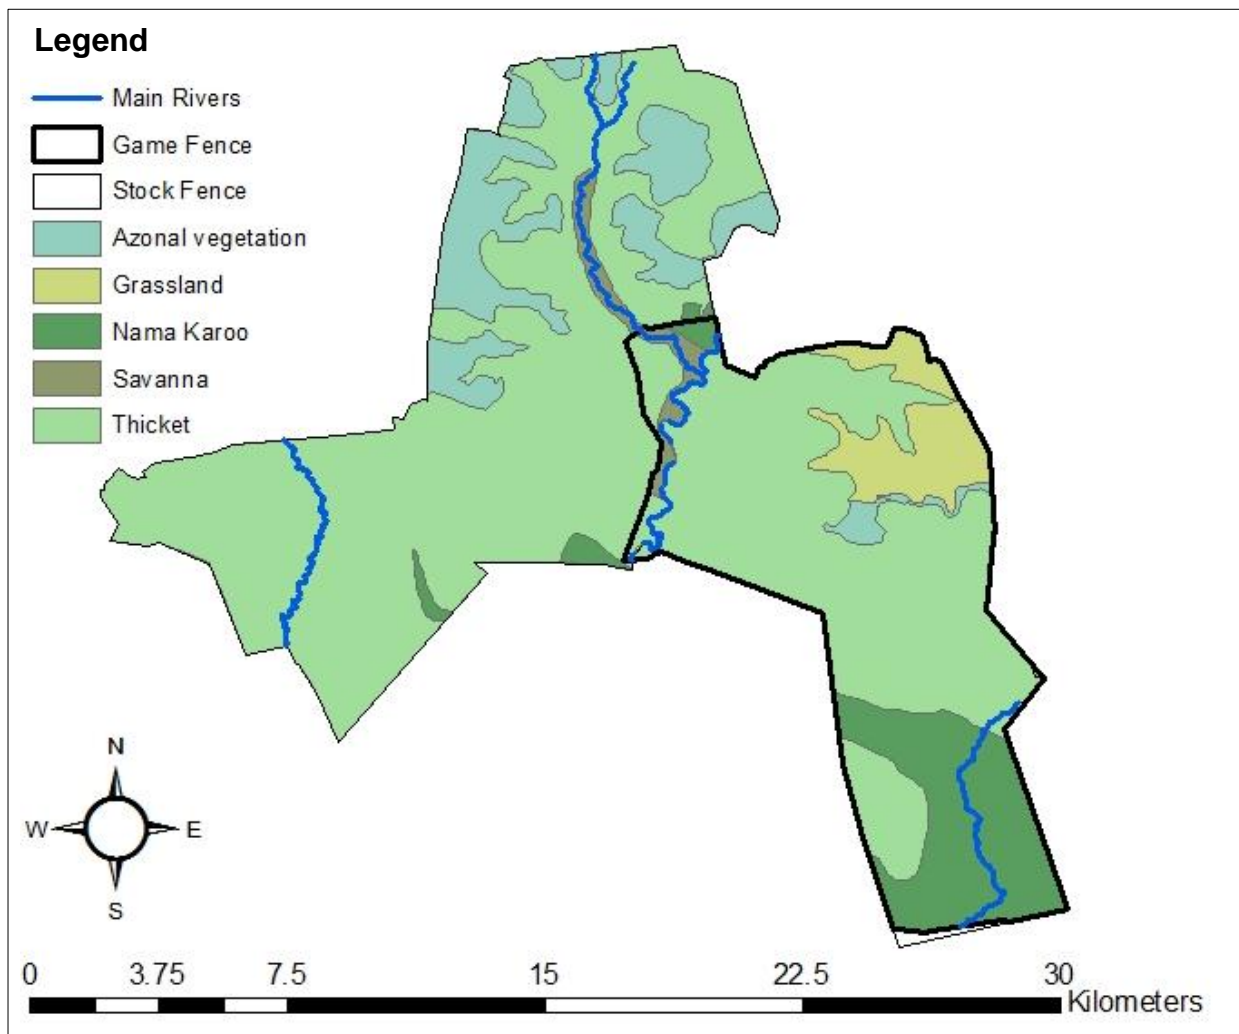 Legend
Main Rivers
Game Fence
Stock Fence
Azonal vegetation
Grassland
Nama Karoo
Savanna
Thicket
N
W E
S
0 3.75 7.5 15 22.5 30
Kilometers